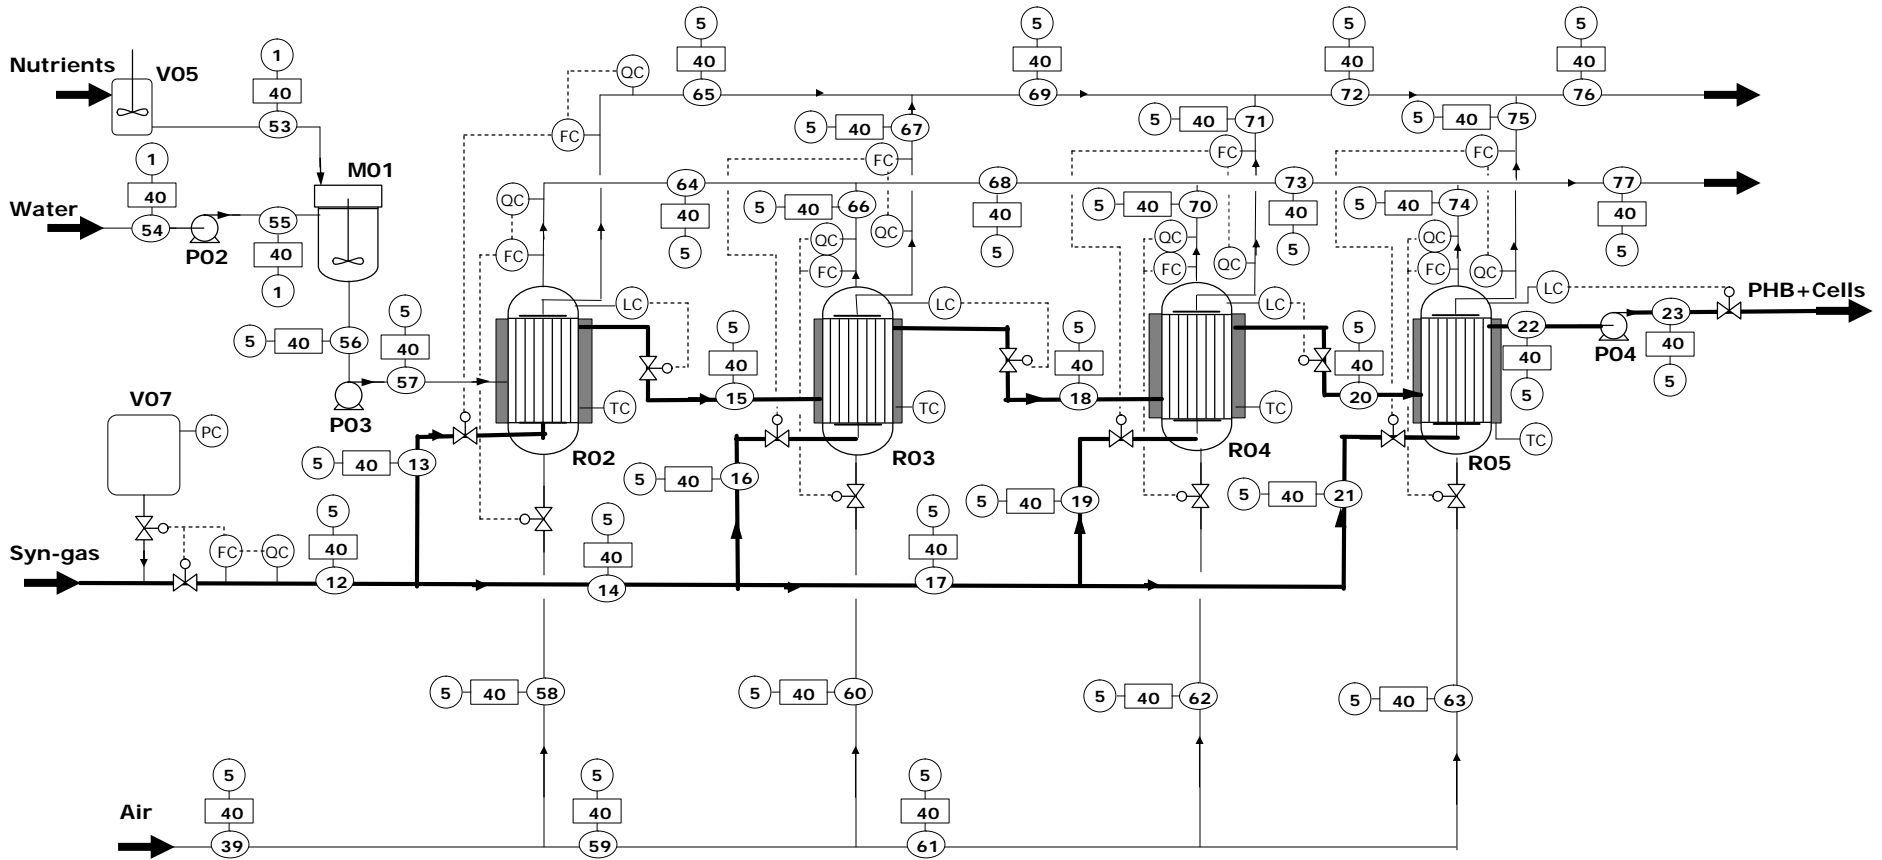 5 5 5 5
1
QC
40 40 40 40
Nutrients V05
40
65 69 72 76
53
5 40 67
5 40 71
5 40 75
FC FC FC FC
1
M01
40
QC
64 68 73 77
Water
54 55
5 40 66
5 40 70
5 40 74
40 40 40 40
P02
40
QC QC QC QC
FC FC FC FC
5 5 5 5
QC QC
1
LC LC LC LC
PHB+Cells
5 5 5 5
22 23
5 40 56
40
40 40 40
P04
40 40
57
5 5
15 18 20
V07
P03
TC TC TC TC
PC
R02 R03 R04 R05
5 40 13
5 40 16
5 40 19
5 40 21
5 5 5
Syn-gas
FC QC
40 40 40
12 14 17
5 40 58
5 40 60
5 40 62
5 40 63
5 5 5
Air
40 40 40
39 59 61